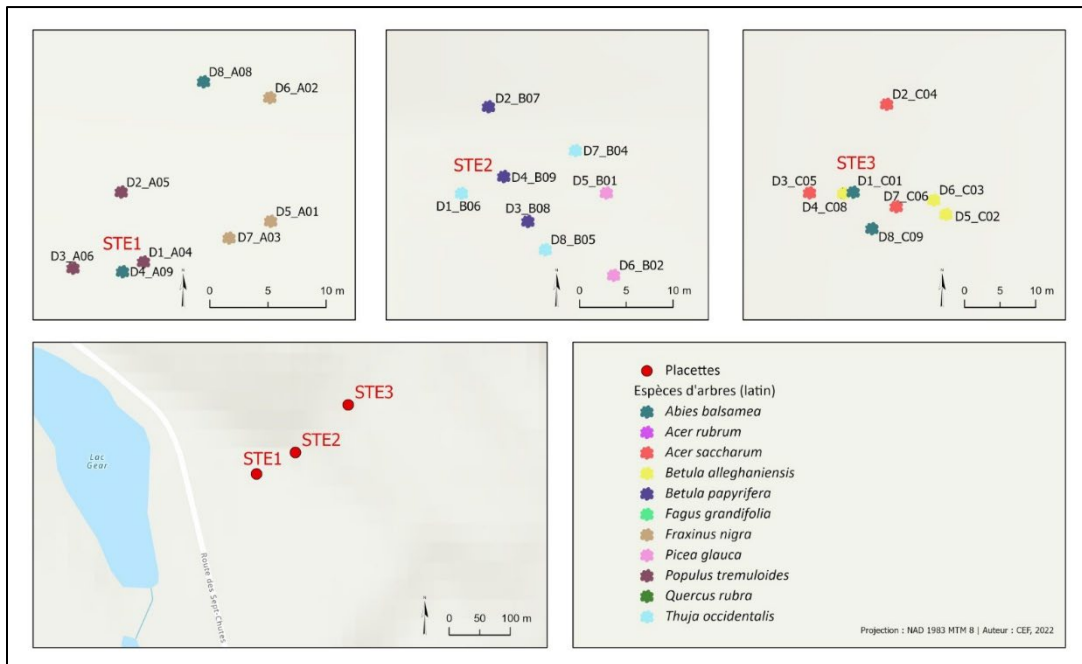 D8_A08
D6_A02
D2_A05
D5_A01
STE1
D1_A04
D7_A03
D3_A06
D4_A09
N
0 5 10 m
D2_B07
D7_B04
STE2
D4_B09
D5_B01
D1_B06
D3_B08
D8_B05
D6_B02
N
0 5 10 m
D2_C04
STE3
D3_C05
D1_C01
D4_C08
D7_C06
D6_C03
D5_C02
D8_C09
N
0 5 10 m
STE3
STE2
STE1
Lac
Gear
Route des Sept-Chutes
N
0 50 100 m
Placettes
Espèces d'arbres (latin)
Abies balsamea
Acer rubrum
Acer saccharum
Betula alleghaniensis
Betula papyrifera
Fagus grandifolia
Fraxinus nigra
Picea glauca
Populus tremuloides
Quercus rubra
Thuja occidentalis
Projection : NAD 1983 MTM 8 | Auteur : CEF, 2022